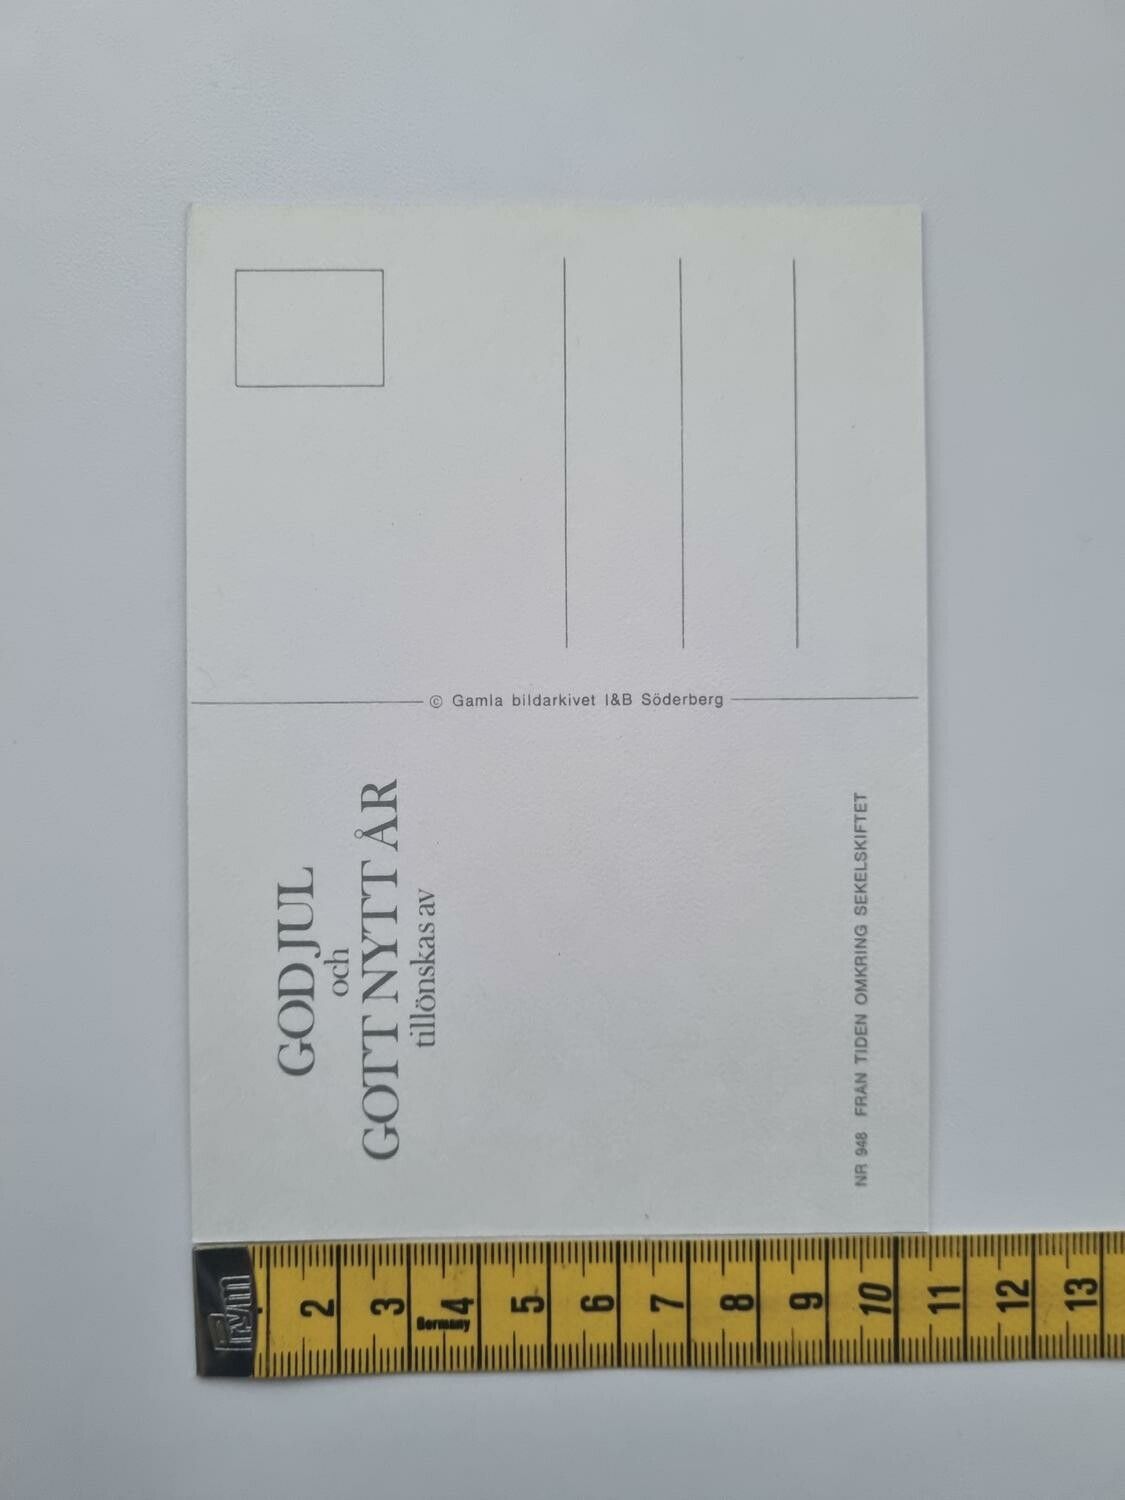 GOD JUL
och
GOTT NYTT ÅR
tillönskas av
NR 948 FRÅN TIDEN OMKRING SEKELSKIFTET
© Gamla bildarkivet I&B Söderberg
Prym
2 3 4 5 6 7 8 9 10 11 12 13
Germany